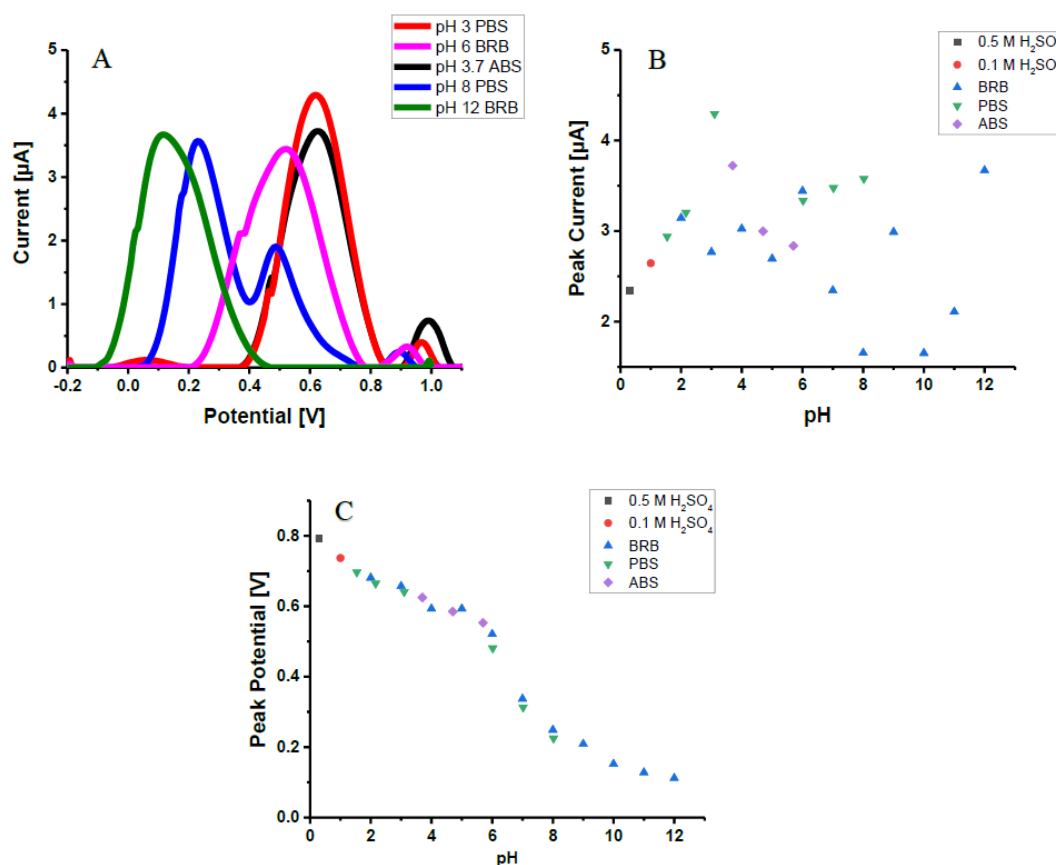 A
pH 3 PBS
pH 6 BRB
pH 3.7 ABS
pH 8 PBS
pH 12 BRB
5
4
3
2
1
0
Current [µA]
-0.2 0.0 0.2 0.4 0.6 0.8 1.0
Potential [V]
B
0.5 M H₂SO
0.1 M H₂SO
BRB
PBS
ABS
5
4
3
2
Peak Current [µA]
0 2 4 6 8 10 12
pH
C
0.5 M H₂SO₄
0.1 M H₂SO₄
BRB
PBS
ABS
0.8
0.6
0.4
0.2
0.0
Peak Potential [V]
0 2 4 6 8 10 12
pH